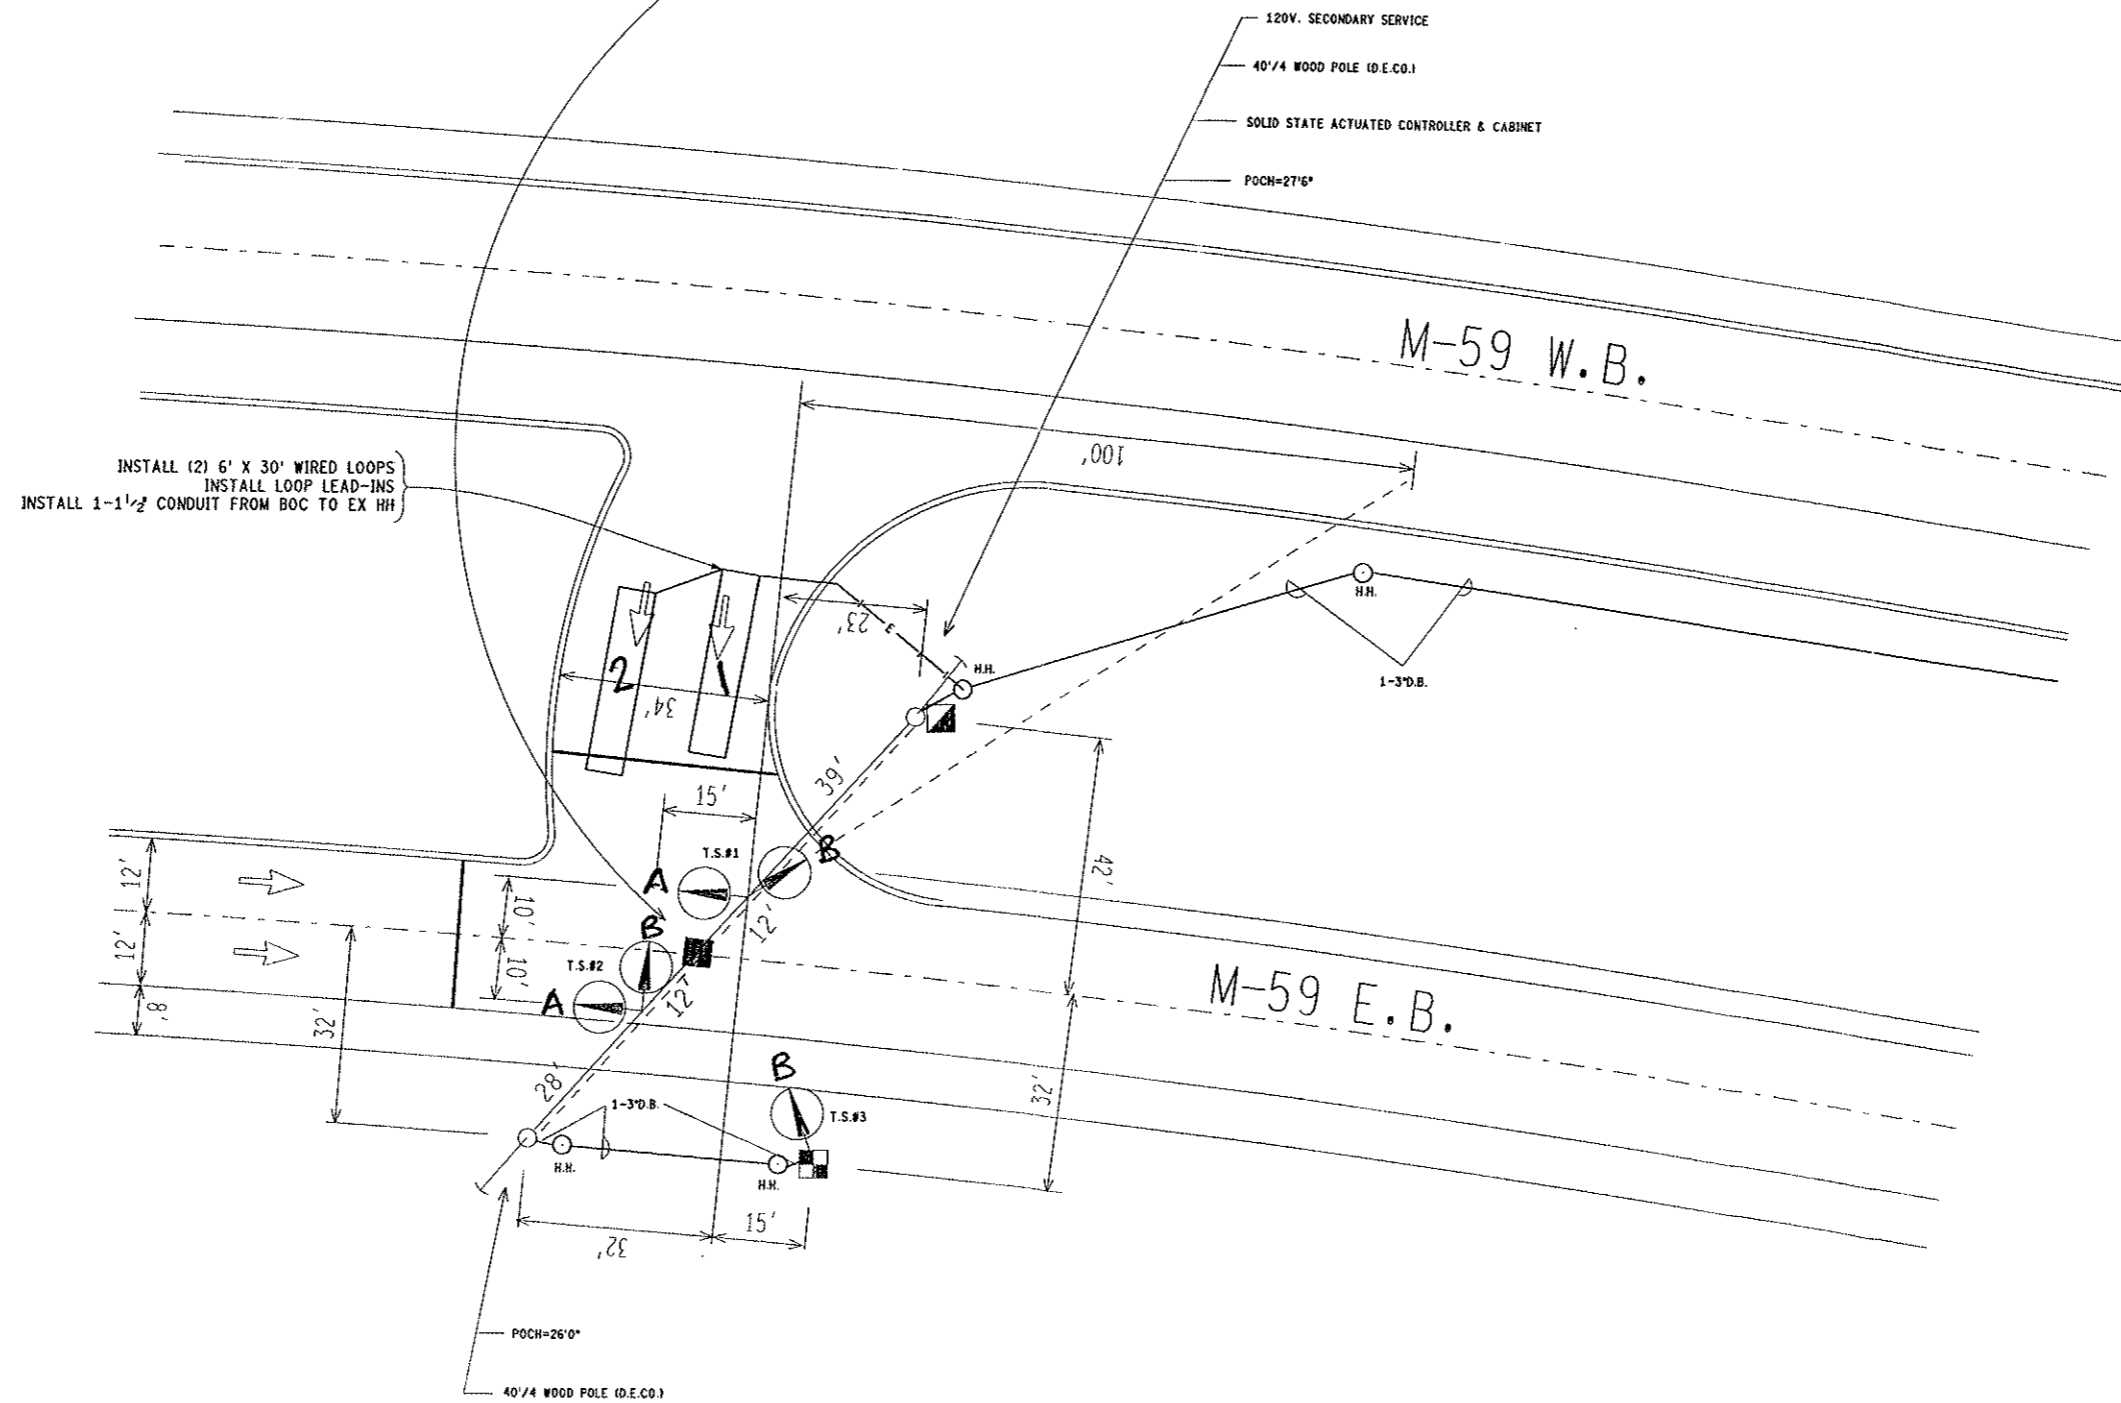 120V. SECONDARY SERVICE
40'/4 WOOD POLE (D.E.CO.)
SOLID STATE ACTUATED CONTROLLER & CABINET
POCH=27'6"
M-59 W.B.
100'
INSTALL (2) 6' X 30' WIRED LOOPS
INSTALL LOOP LEAD-INS
INSTALL 1-1 1/2" CONDUIT FROM BOC TO EX HH
23'
E
H.H.
H.H.
1-3"D.B.
2
1
34'
39'
15'
42'
T.S.#1
B
A
12'
12'
10'
12'
B
T.S.#2
12'
10'
A
8'
32'
M-59 E.B.
28'
B
1-3"D.B.
T.S.#3
32'
H.H.
H.H.
15'
32'
POCH=26'0"
40'/4 WOOD POLE (D.E.CO.)